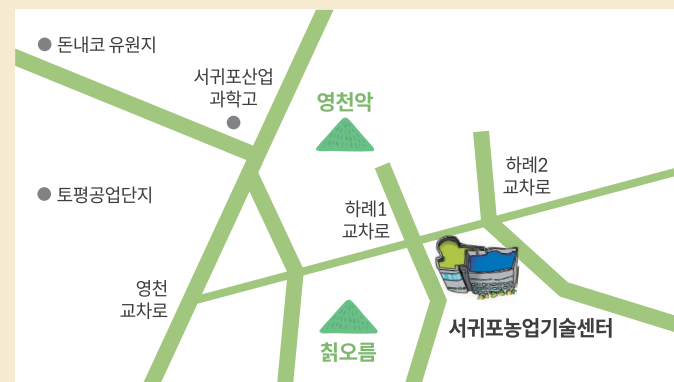 돈내코 유원지
서귀포산업
과학고
영천악
하례2
교차로
토평공업단지
하례1
교차로
영천
교차로
서귀포농업기술센터
칡오름